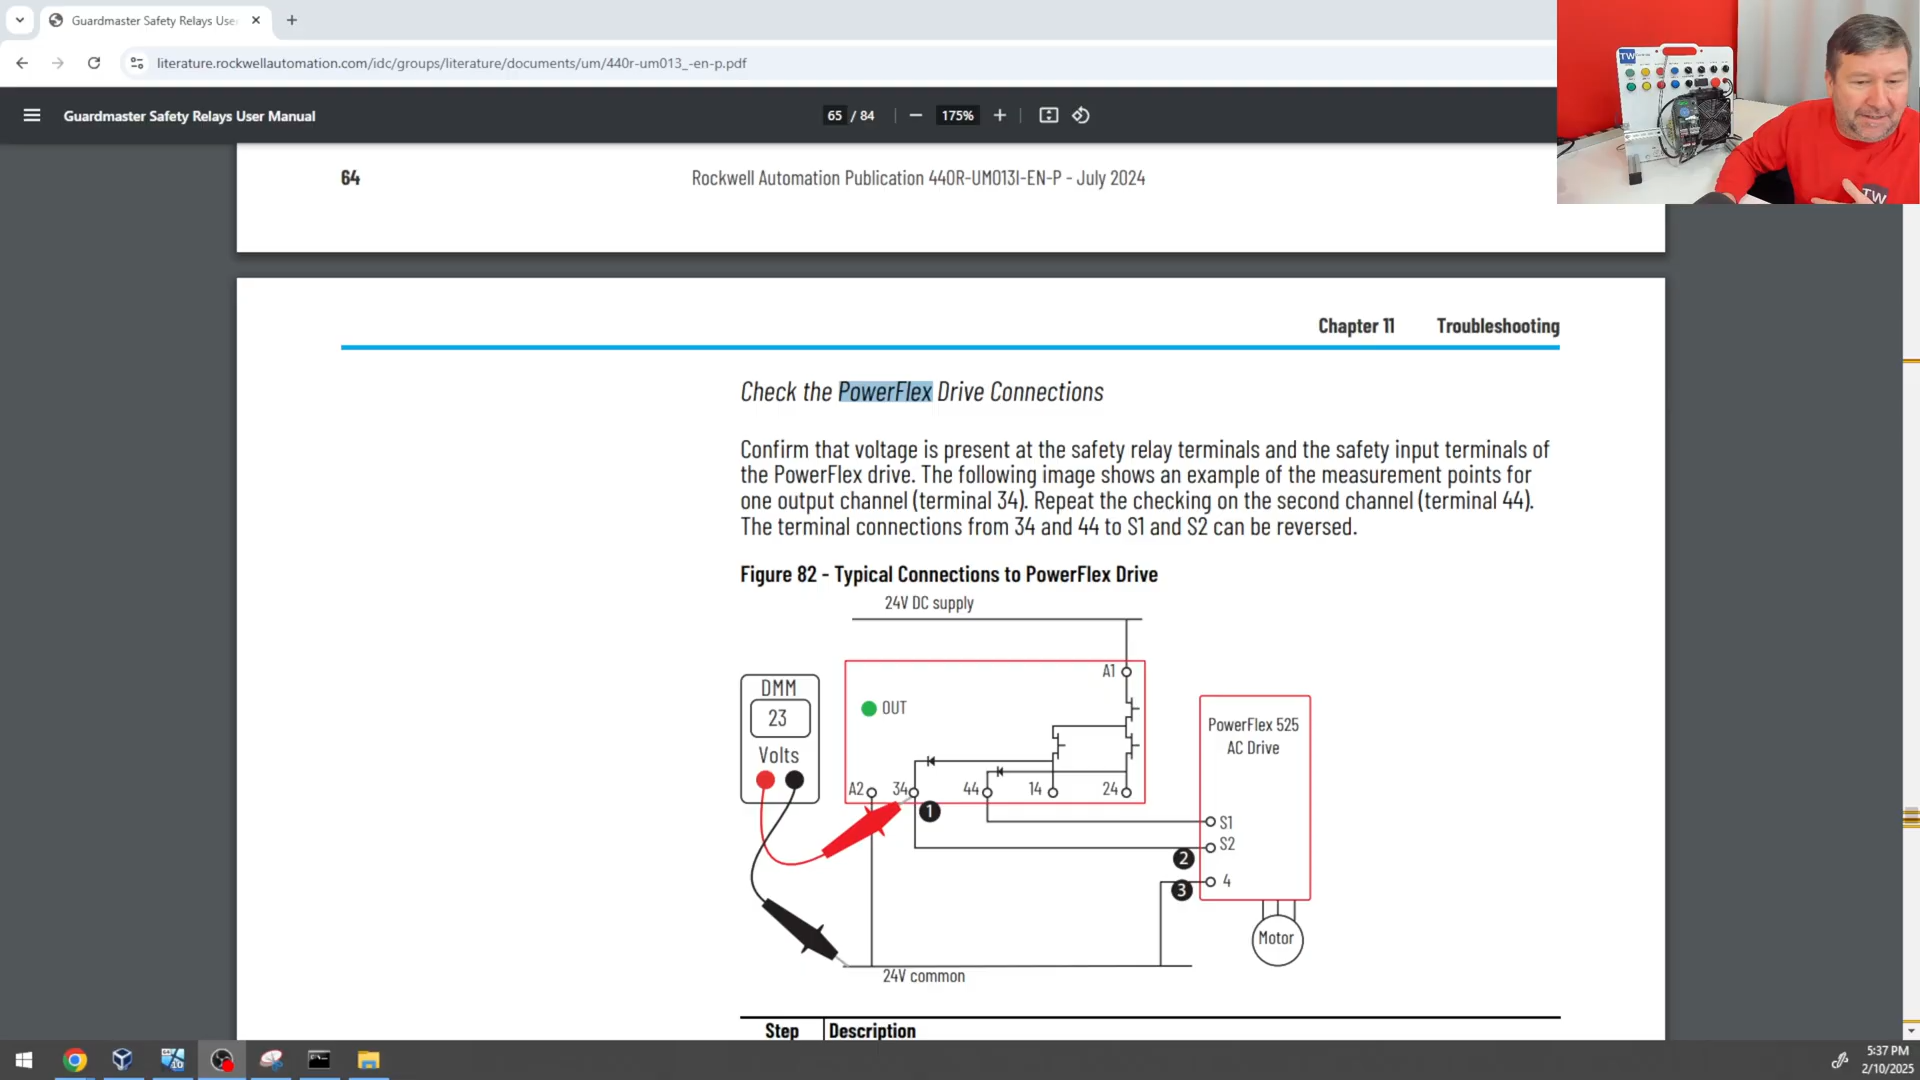 Guardmaster Safety Relays Use
literature.rockwellautomation.com/idc/groups/literature/documents/um/440r-um013_-en-p.pdf
Guardmaster Safety Relays User Manual
65 / 84
175%
TW
TW
64
Rockwell Automation Publication 440R-UM013I-EN-P - July 2024
Chapter 11 Troubleshooting
Check the PowerFlex Drive Connections
Confirm that voltage is present at the safety relay terminals and the safety input terminals of
the PowerFlex drive. The following image shows an example of the measurement points for
one output channel (terminal 34). Repeat the checking on the second channel (terminal 44).
The terminal connections from 34 and 44 to S1 and S2 can be reversed.
Figure 82 - Typical Connections to PowerFlex Drive
24V DC supply
A1
DMM
23
Volts
OUT
PowerFlex 525
AC Drive
A2 34 44 14 24
1
S1
S2
2
3
4
Motor
24V common
Step Description
5:37 PM
2/10/2025